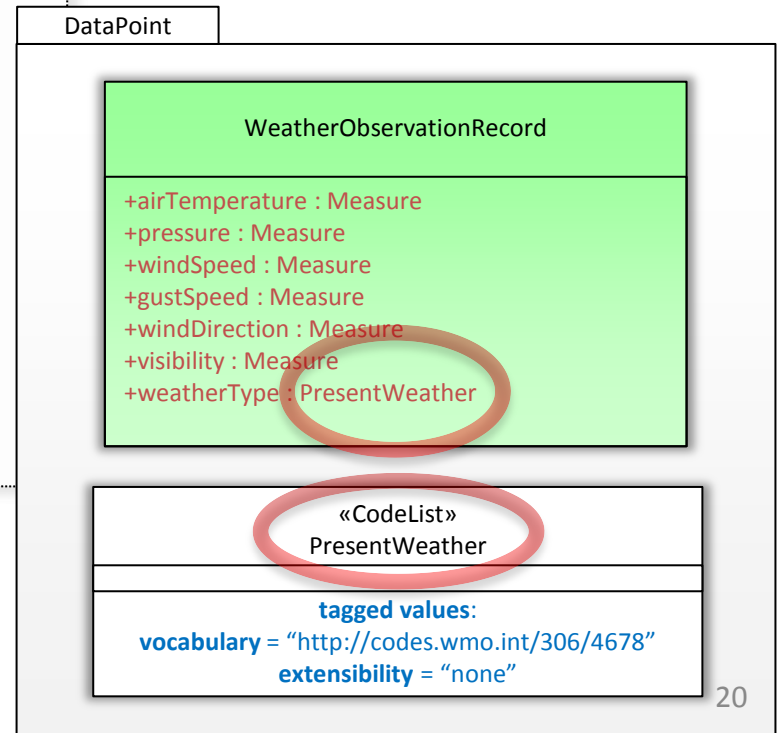 DataPoint
WeatherObservationRecord
+airTemperature : Measure
+pressure : Measure
+windSpeed : Measure
+gustSpeed : Measure
+windDirection : Measure
+visibility : Measure
+weatherType : PresentWeather
«CodeList»
PresentWeather
tagged values:
vocabulary = “http://codes.wmo.int/306/4678”
extensibility = “none”
20